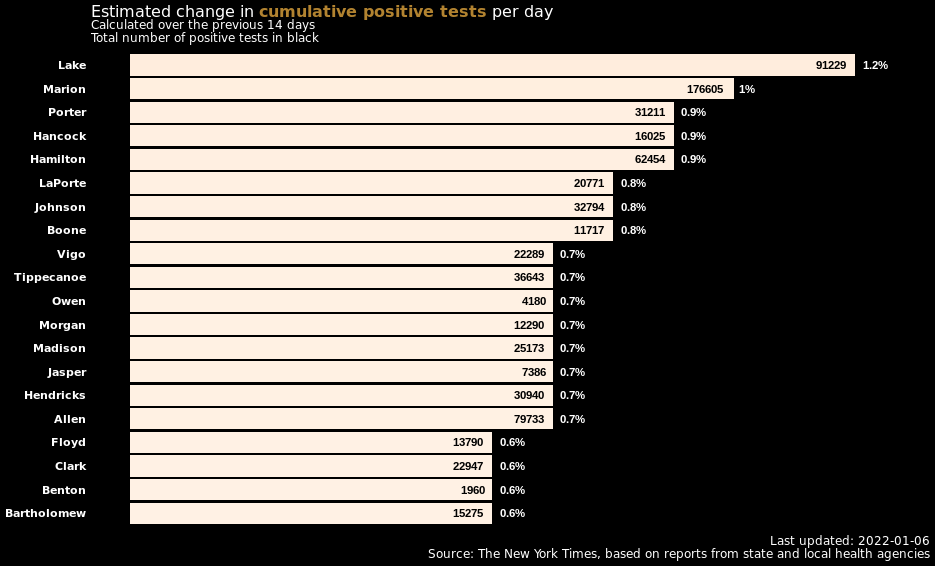 Estimated change in cumulative positive tests per day
Calculated over the previous 14 days
Total number of positive tests in black
Lake 91229 1.2%
Marion 176605 1%
Porter 31211 0.9%
Hancock 16025 0.9%
Hamilton 62454 0.9%
LaPorte 20771 0.8%
Johnson 32794 0.8%
Boone 11717 0.8%
Vigo 22289 0.7%
Tippecanoe 36643 0.7%
Owen 4180 0.7%
Morgan 12290 0.7%
Madison 25173 0.7%
Jasper 7386 0.7%
Hendricks 30940 0.7%
Allen 79733 0.7%
Floyd 13790 0.6%
Clark 22947 0.6%
Benton 1960 0.6%
Bartholomew 15275 0.6%
Last updated: 2022-01-06
Source: The New York Times, based on reports from state and local health agencies